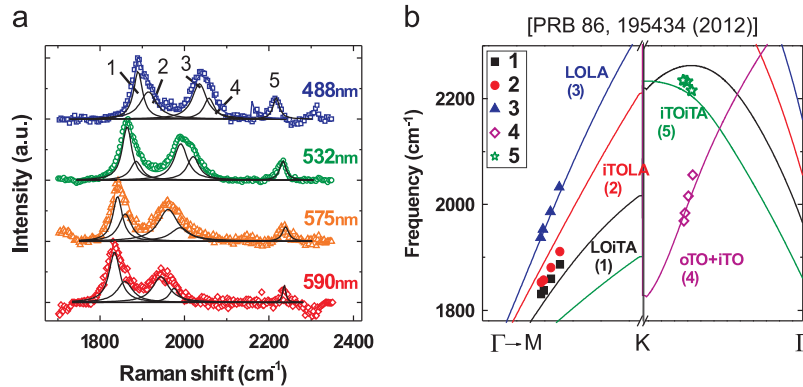 a
b
[PRB 86, 195434 (2012)]
1
2
3
4
5
488nm
532nm
575nm
590nm
Intensity (a.u.)
1800
2000
2200
2400
Raman shift (cm⁻¹)
1
2
3
4
5
LOLA
(3)
iTOLA
(2)
LOiTA
(1)
iTOiTA
(5)
oTO+iTO
(4)
Frequency (cm⁻¹)
2200
2000
1800
Γ→M
K
Γ